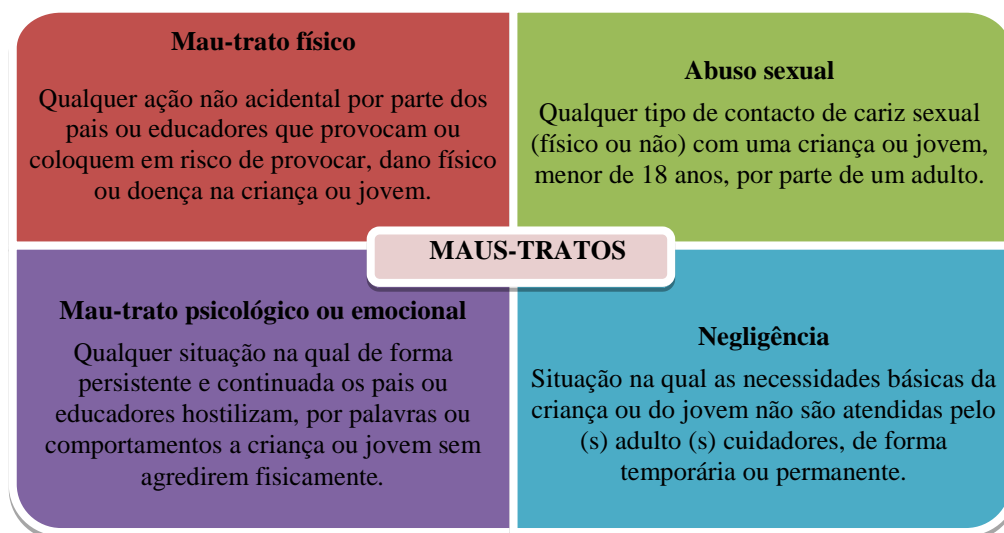 Mau-trato físico
Qualquer ação não acidental por parte dos
pais ou educadores que provocam ou
coloquem em risco de provocar, dano físico
ou doença na criança ou jovem.
Abuso sexual
Qualquer tipo de contacto de cariz sexual
(físico ou não) com uma criança ou jovem,
menor de 18 anos, por parte de um adulto.
MAUS-TRATOS
Mau-trato psicológico ou emocional
Qualquer situação na qual de forma
persistente e continuada os pais ou
educadores hostilizam, por palavras ou
comportamentos a criança ou jovem sem
agredirem fisicamente.
Negligência
Situação na qual as necessidades básicas da
criança ou do jovem não são atendidas pelo
(s) adulto (s) cuidadores, de forma
temporária ou permanente.